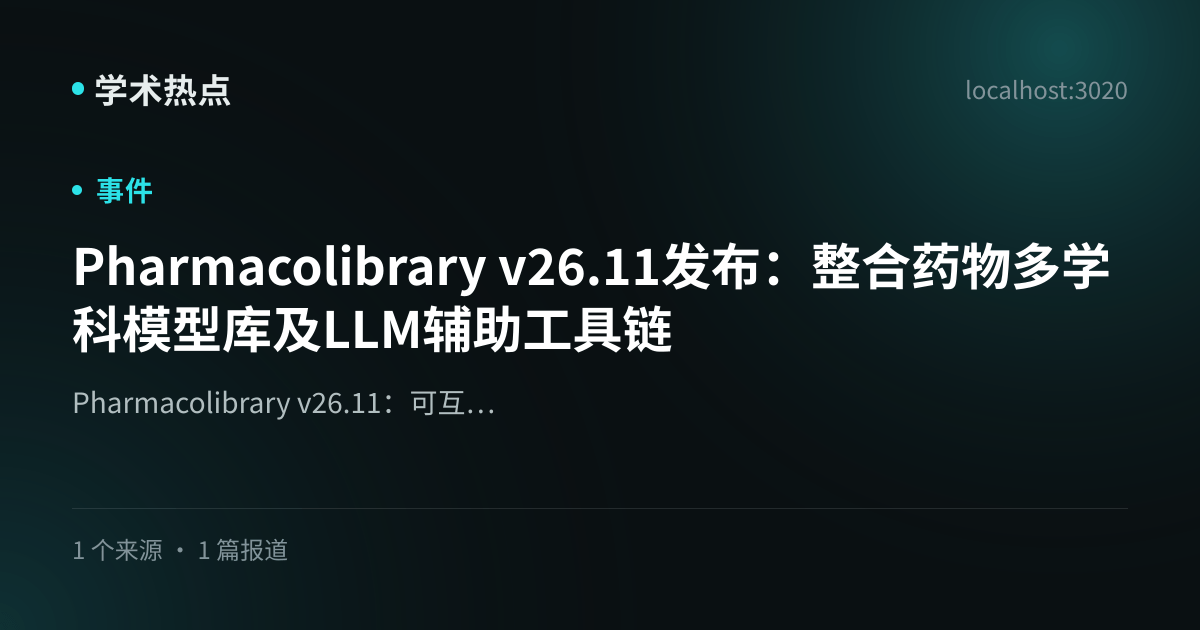 学术热点
localhost:3020
事件
Pharmacolibrary v26.11发布：整合药物多学
科模型库及LLM辅助工具链
Pharmacolibrary v26.11：可互…
1 个来源 · 1 篇报道